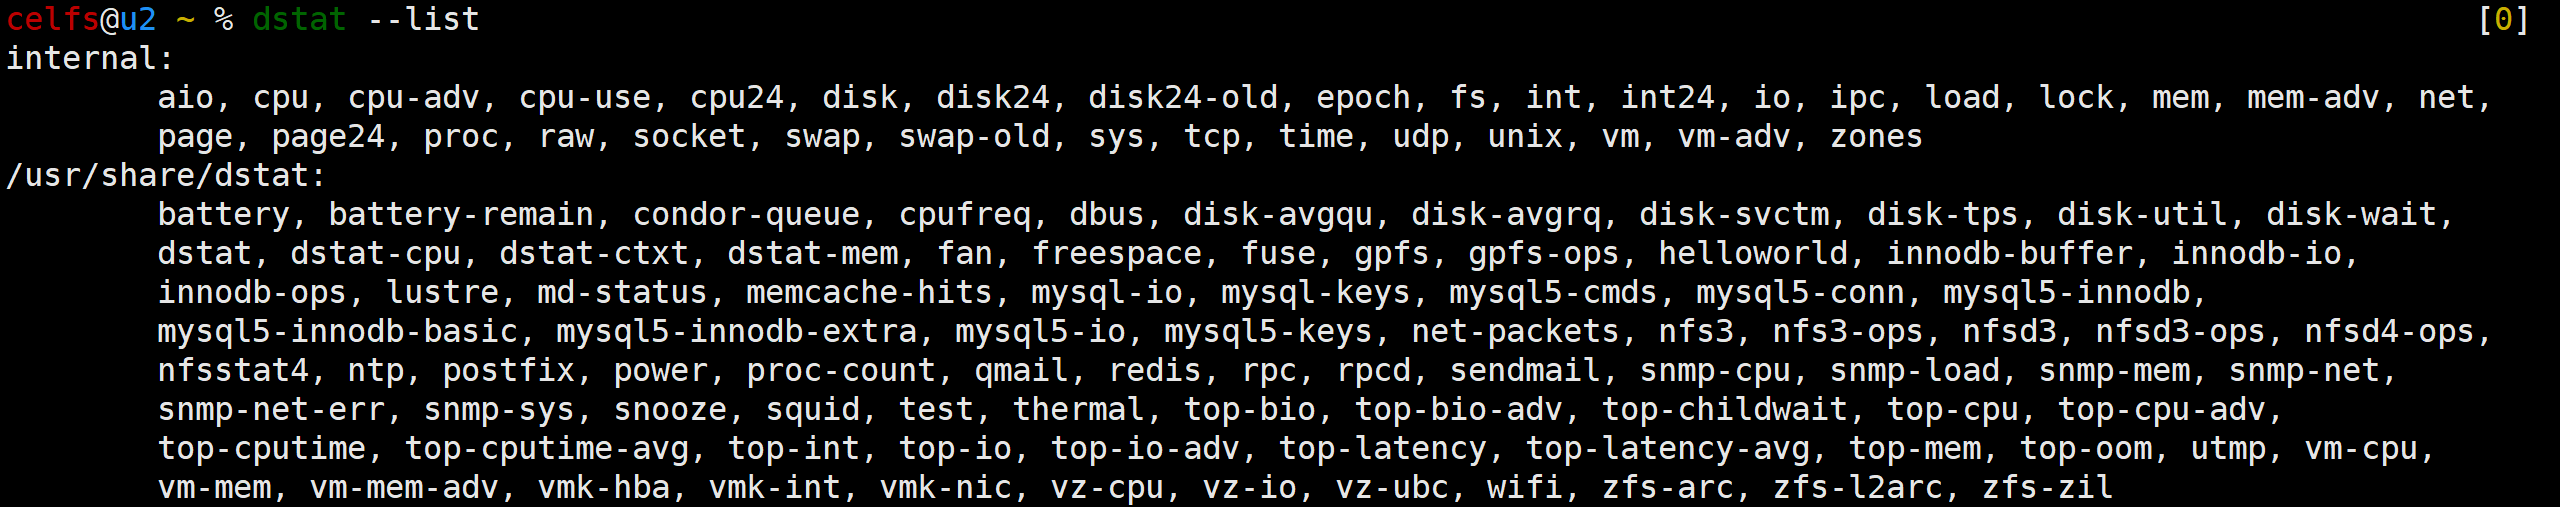 celfs@u2 ~ % dstat --list [0]
internal:
aio, cpu, cpu-adv, cpu-use, cpu24, disk, disk24, disk24-old, epoch, fs, int, int24, io, ipc, load, lock, mem, mem-adv, net,
page, page24, proc, raw, socket, swap, swap-old, sys, tcp, time, udp, unix, vm, vm-adv, zones
/usr/share/dstat:
battery, battery-remain, condor-queue, cpufreq, dbus, disk-avgqu, disk-avgrq, disk-svctm, disk-tps, disk-util, disk-wait,
dstat, dstat-cpu, dstat-ctxt, dstat-mem, fan, freespace, fuse, gpfs, gpfs-ops, helloworld, innodb-buffer, innodb-io,
innodb-ops, lustre, md-status, memcache-hits, mysql-io, mysql-keys, mysql5-cmds, mysql5-conn, mysql5-innodb,
mysql5-innodb-basic, mysql5-innodb-extra, mysql5-io, mysql5-keys, net-packets, nfs3, nfs3-ops, nfsd3, nfsd3-ops, nfsd4-ops,
nfsstat4, ntp, postfix, power, proc-count, qmail, redis, rpc, rpcd, sendmail, snmp-cpu, snmp-load, snmp-mem, snmp-net,
snmp-net-err, snmp-sys, snooze, squid, test, thermal, top-bio, top-bio-adv, top-childwait, top-cpu, top-cpu-adv,
top-cputime, top-cputime-avg, top-int, top-io, top-io-adv, top-latency, top-latency-avg, top-mem, top-oom, utmp, vm-cpu,
vm-mem, vm-mem-adv, vmk-hba, vmk-int, vmk-nic, vz-cpu, vz-io, vz-ubc, wifi, zfs-arc, zfs-l2arc, zfs-zil